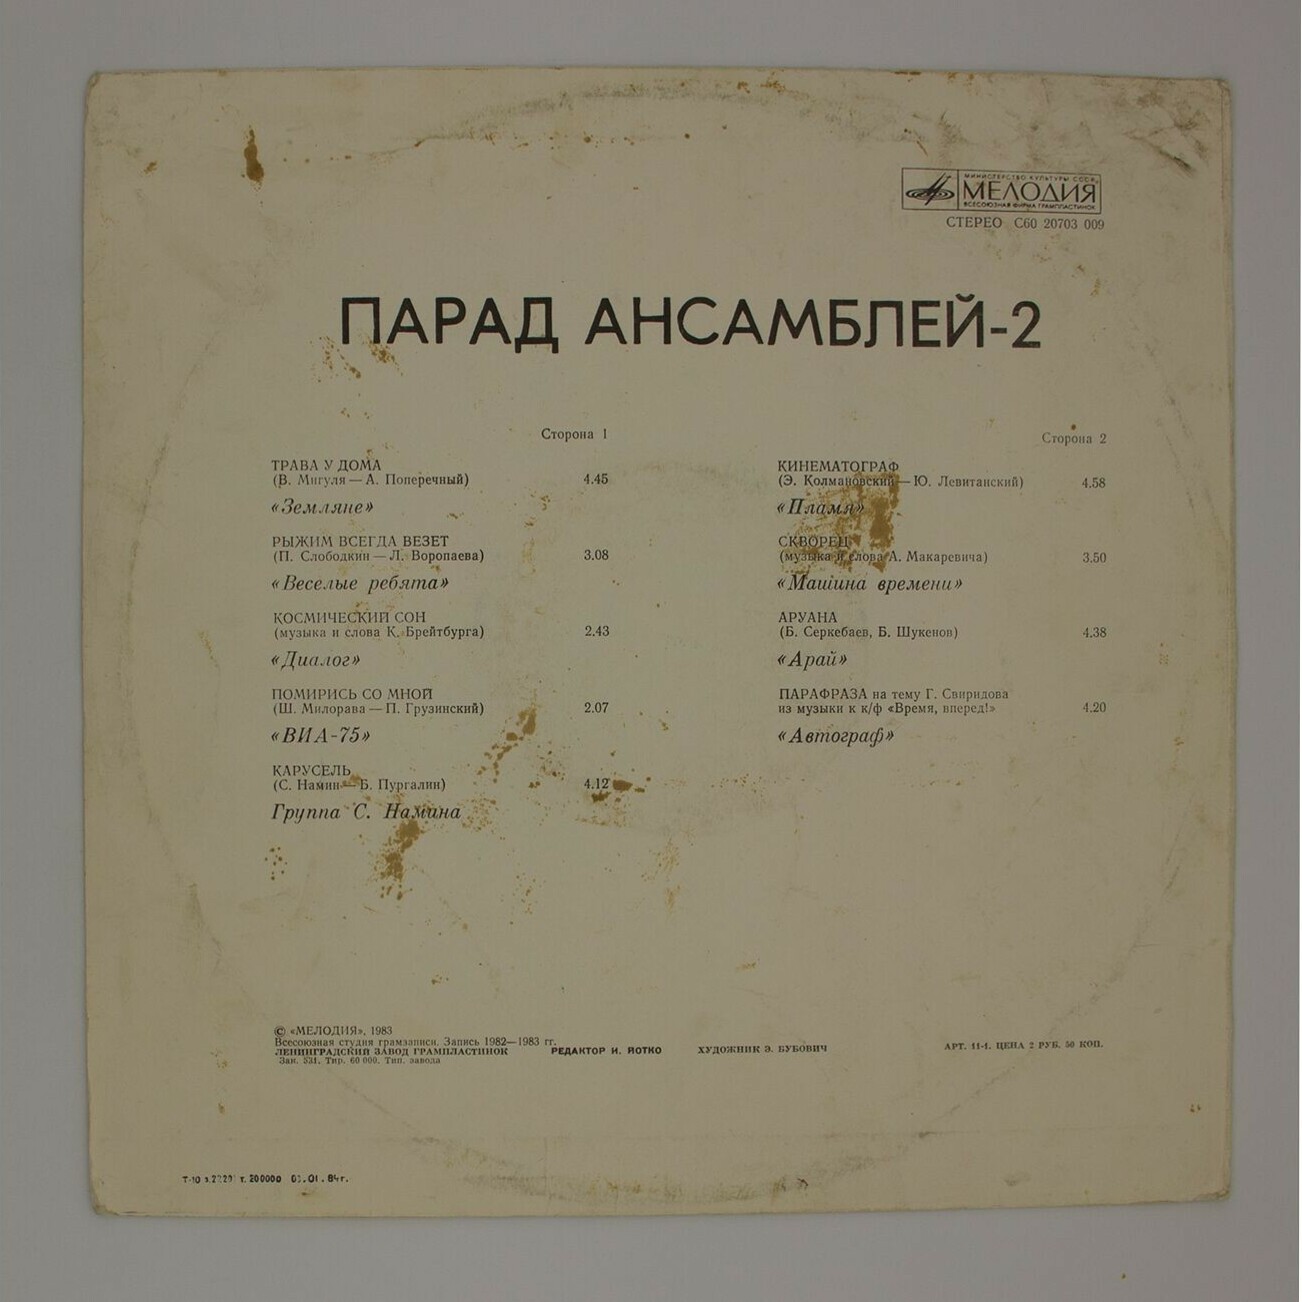 МИНИСТЕРСТВО КУЛЬТУРЫ СССР
МЕЛОДИЯ
ВСЕСОЮЗНАЯ ФИРМА ГРАМПЛАСТИНОК
СТЕРЕО С60 20703 009
ПАРАД АНСАМБЛЕЙ-2
Сторона 1
ТРАВА У ДОМА
(В. Мигуля — А. Поперечный) 4.45
«Земляне»
РЫЖИМ ВСЕГДА ВЕЗЕТ
(П. Слободкин — Л. Воропаева) 3.08
«Веселые ребята»
КОСМИЧЕСКИЙ СОН
(музыка и слова К. Брейтбурга) 2.43
«Диалог»
ПОМИРИСЬ СО МНОЙ
(Ш. Милорава — П. Грузинский) 2.07
«ВИА-75»
КАРУСЕЛЬ
(С. Намин — Б. Пургалин) 4.12
Группа С. Намина
Сторона 2
КИНЕМАТОГРАФ
(Э. Колмановский — Ю. Левитанский) 4.58
«Пламя»
СКВОРЕЦ
(музыка и слова А. Макаревича) 3.50
«Машина времени»
АРУАНА
(Б. Серкебаев, Б. Шукенов) 4.38
«Арай»
ПАРАФРАЗА на тему Г. Свиридова
из музыки к к/ф «Время, вперед!» 4.20
«Автограф»
© «МЕЛОДИЯ», 1983
Всесоюзная студия грамзаписи. Запись 1982—1983 гг.
ЛЕНИНГРАДСКИЙ ЗАВОД ГРАМПЛАСТИНОК
Зак. 531. Тир. 60 000. Тип. завода
РЕДАКТОР И. ЙОТКО
ХУДОЖНИК Э. БУБОВИЧ
АРТ. 11-1. ЦЕНА 2 РУБ. 50 КОП.
Т-10 т. 200000 .01.84г.